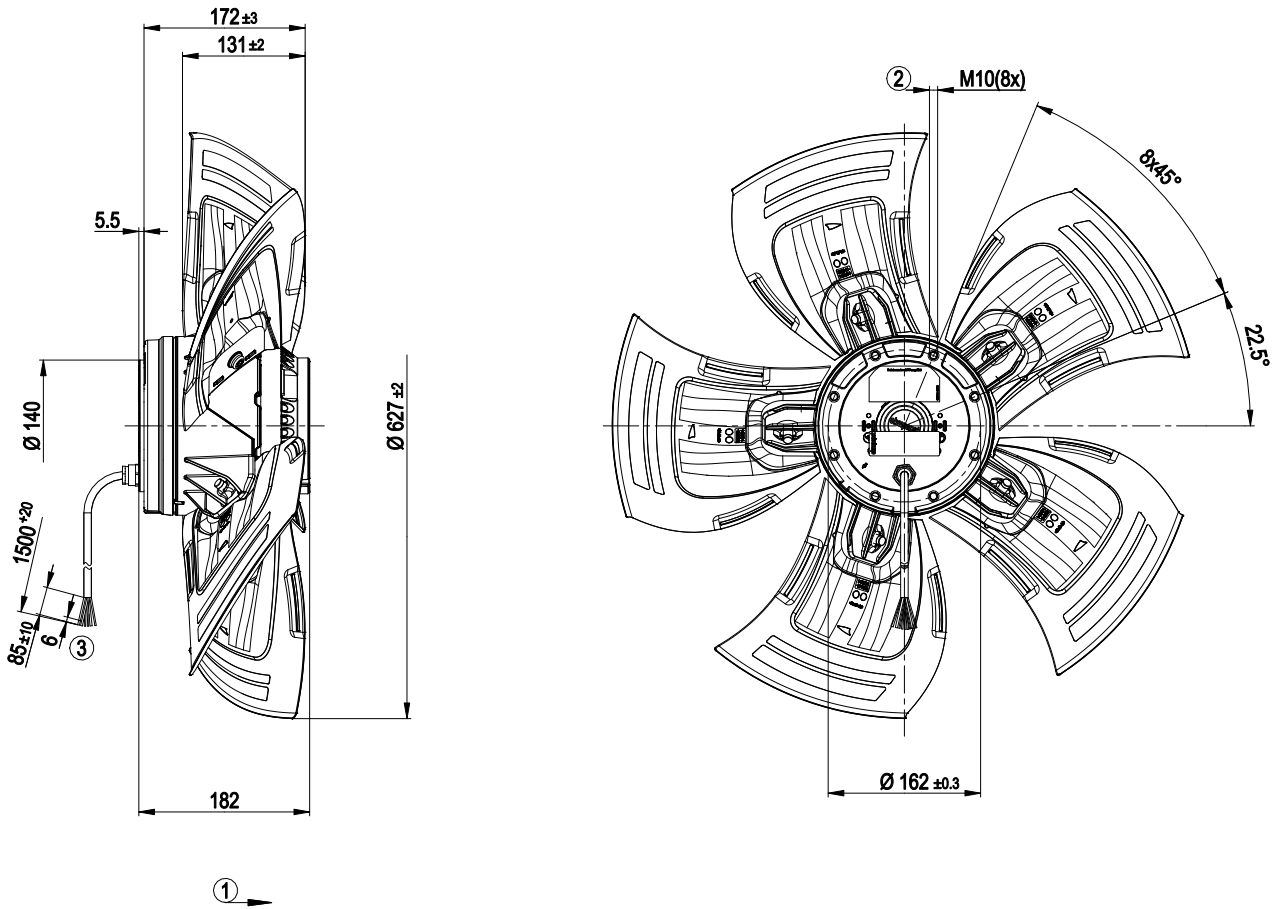 172 ±3
131 ±2
5.5
Ø 140
Ø 627 ±2
1500 +20
85±10
6
③
182
①
②
M10(8x)
8x45°
22.5°
Ø 162 ±0.3